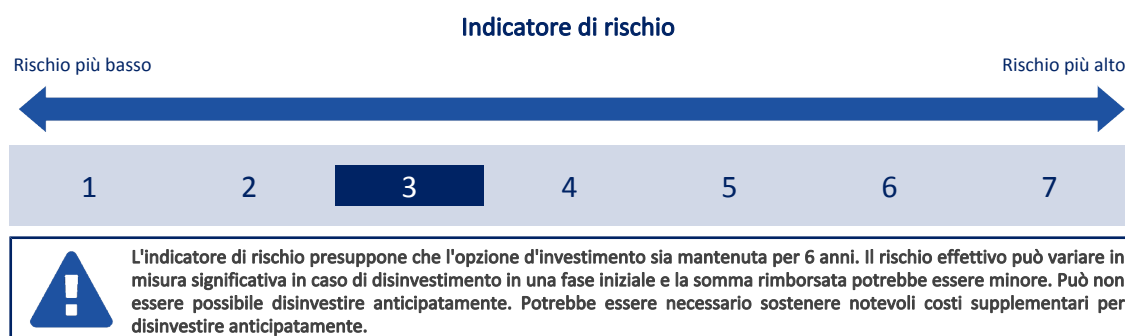 Indicatore di rischio
Rischio più basso
Rischio più alto
1 2 3 4 5 6 7
L'indicatore di rischio presuppone che l'opzione d'investimento sia mantenuta per 6 anni. Il rischio effettivo può variare in
misura significativa in caso di disinvestimento in una fase iniziale e la somma rimborsata potrebbe essere minore. Può non
essere possibile disinvestire anticipatamente. Potrebbe essere necessario sostenere notevoli costi supplementari per
disinvestire anticipatamente.